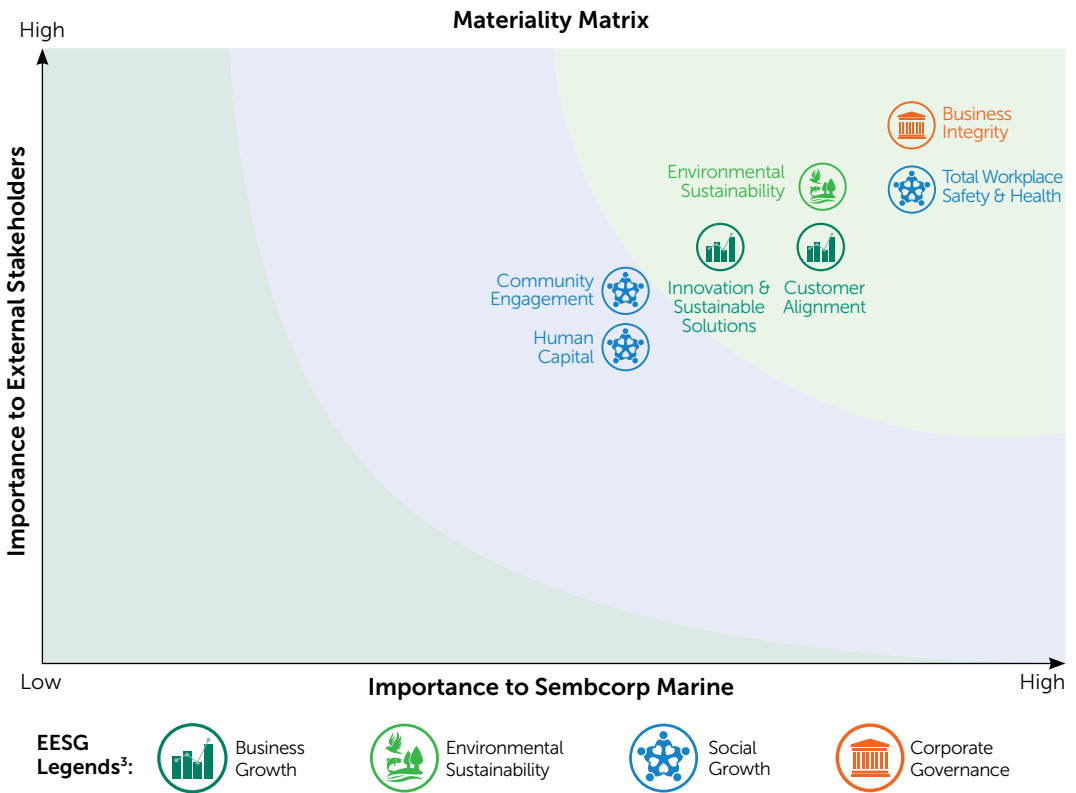 Materiality Matrix
High
Importance to External Stakeholders
Business
Integrity
Environmental
Sustainability
Total Workplace
Safety & Health
Community
Engagement
Innovation &
Sustainable
Solutions
Customer
Alignment
Human
Capital
Low
Importance to Sembcorp Marine
High
EESG
Legends³:
Business
Growth
Environmental
Sustainability
Social
Growth
Corporate
Governance